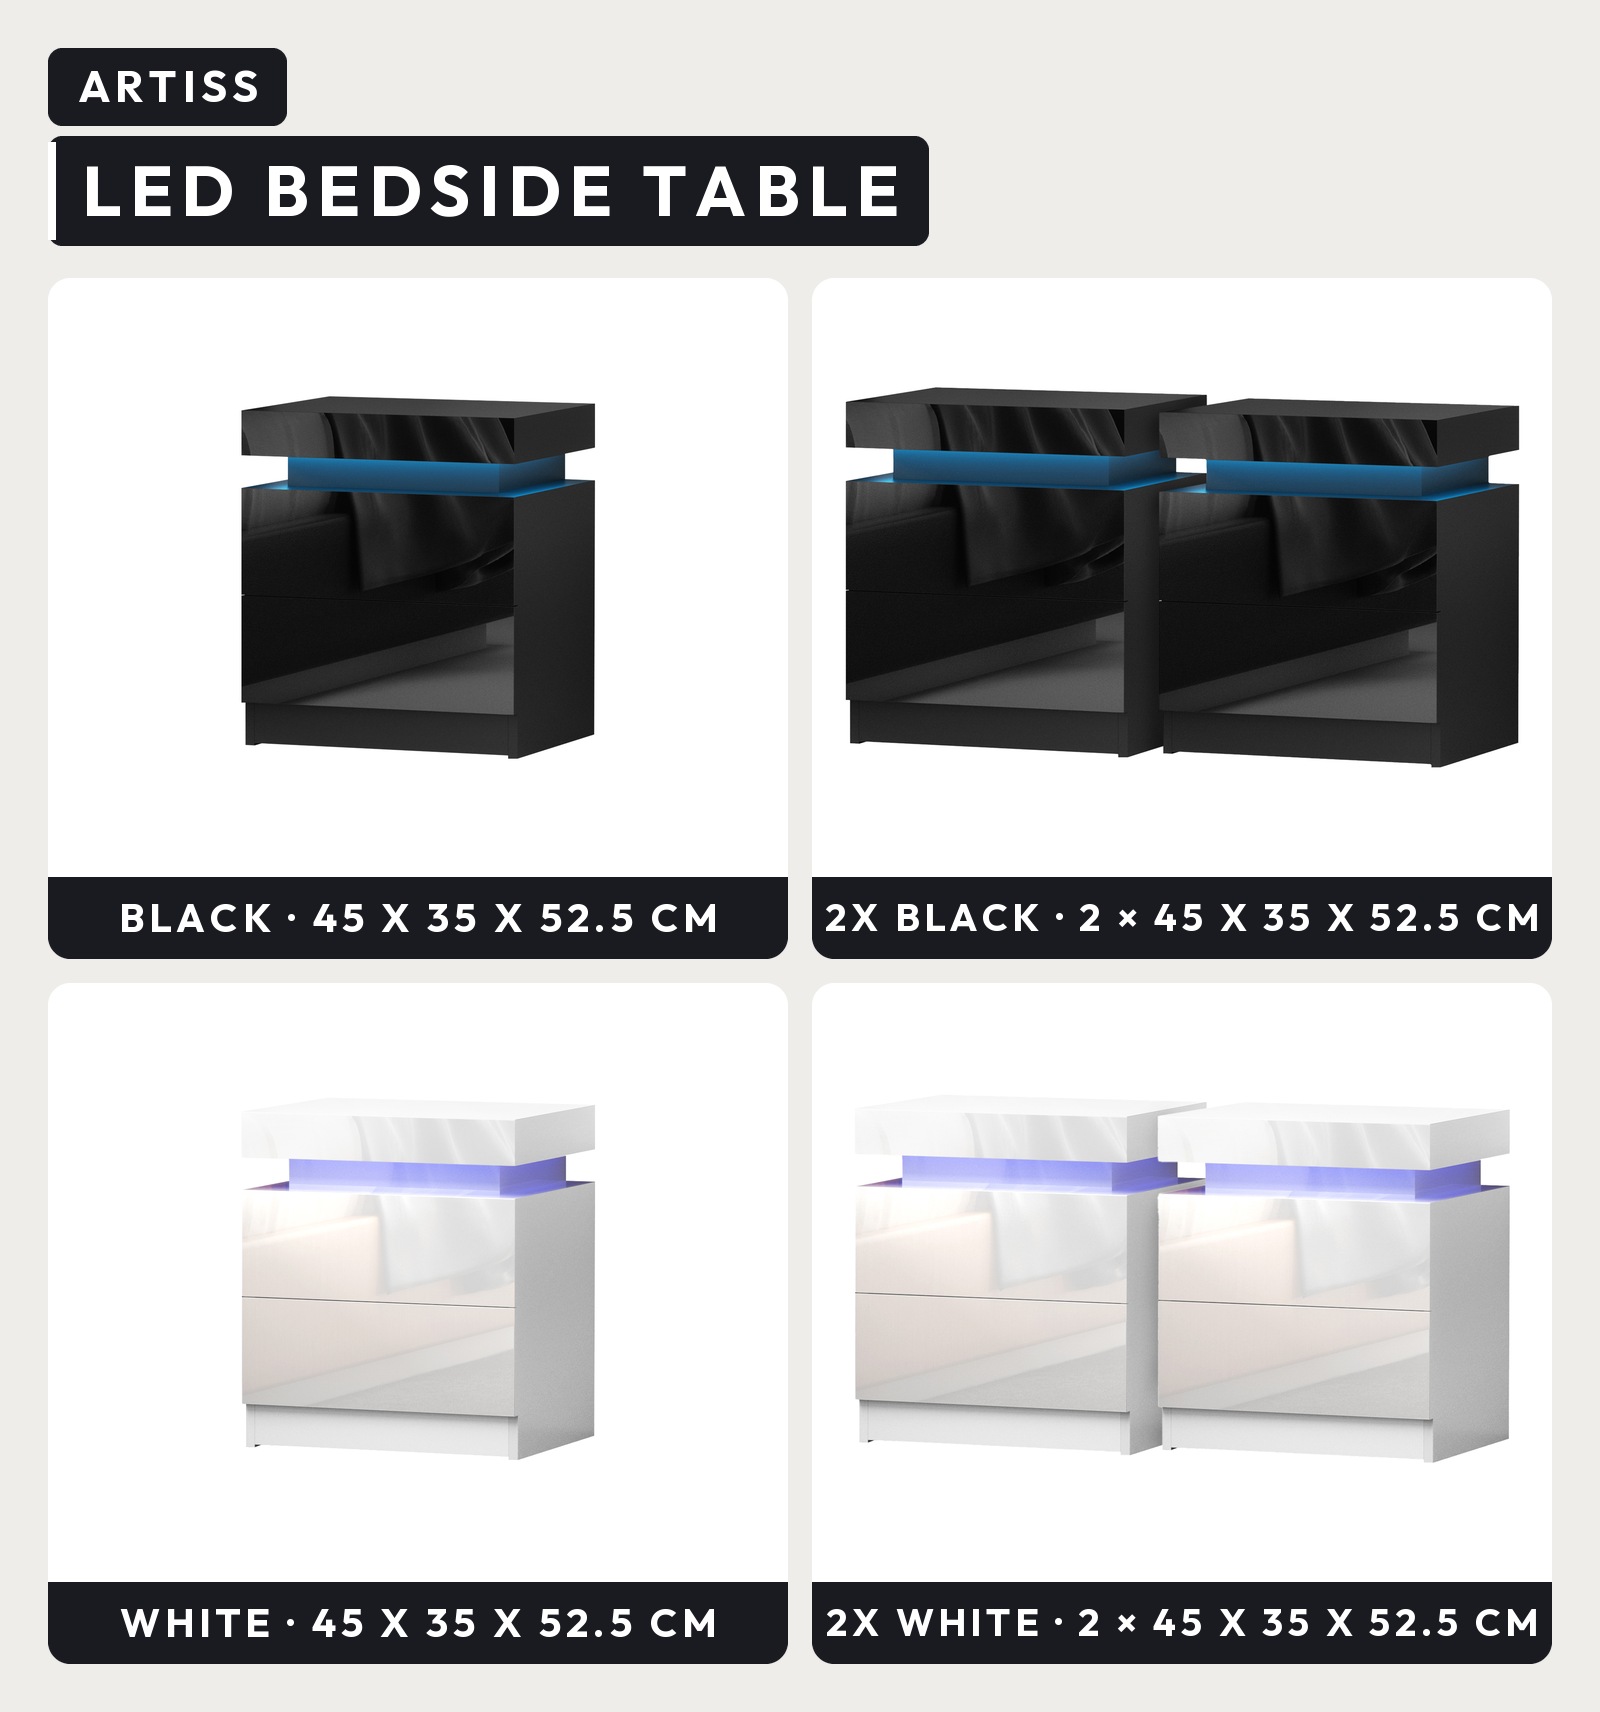 ARTISS
LED BEDSIDE TABLE
BLACK · 45 X 35 X 52.5 CM
2X BLACK · 2 × 45 X 35 X 52.5 CM
WHITE · 45 X 35 X 52.5 CM
2X WHITE · 2 × 45 X 35 X 52.5 CM